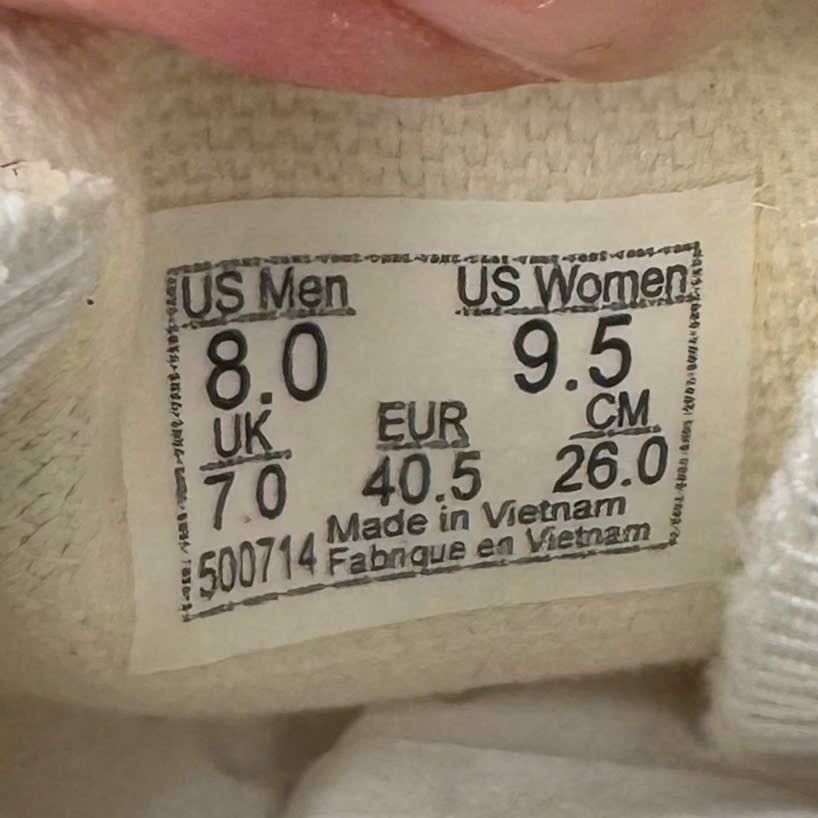 US Men US Women
8.0 9.5
UK EUR CM
7 0 40.5 26.0
Made in Vietnam
500714 Fabrique en Vietnam